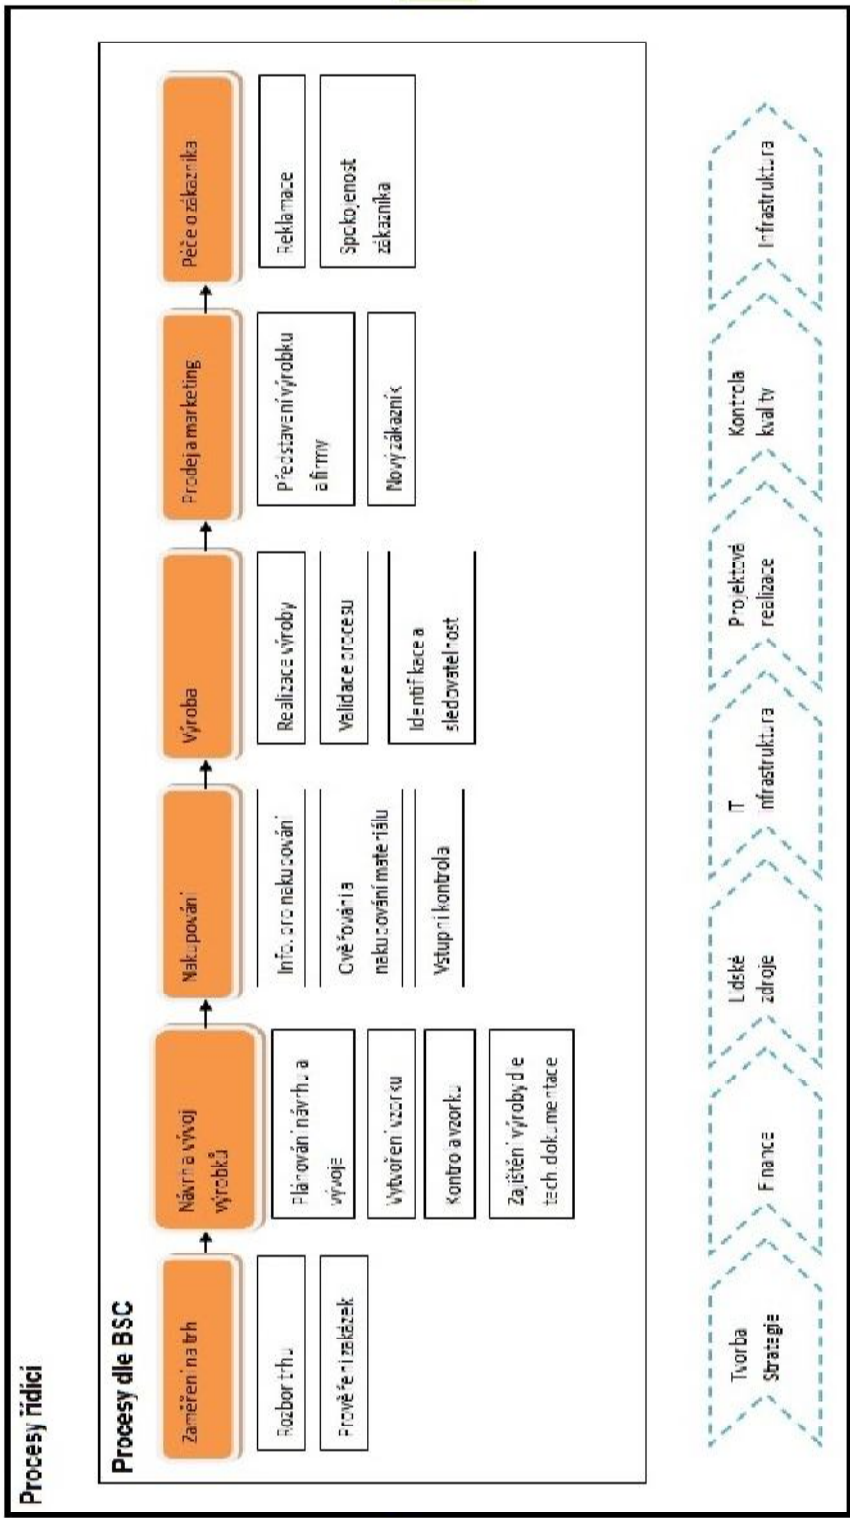 Procesy řídící
Procesy dle BSC
Zaměření na trh
Rozbor trhu
Prověření zakázek
Návrh a vývoj
výrobků
Plánování návrhu a
vývoje
Vytvoření vzorku
Kontrola vzorku
Zajištění výroby dle
tech.dokumentace
Nakupování
Info. pro nakupování
Ověřování a
nakupování materiálu
Vstupní kontrola
Výroba
Realizace výroby
Validace procesu
Identifikace a
sledovatelnost
Prodej a marketing
Představení výrobku
a firmy
Nový zákazník
Péče o zákazníka
Reklamace
Spokojenost
zákazníka
Tvorba
Strategie
Finance
Lidské
zdroje
IT
infrastruktura
Projektová
realizace
Kontrola
kvality
Infrastruktura